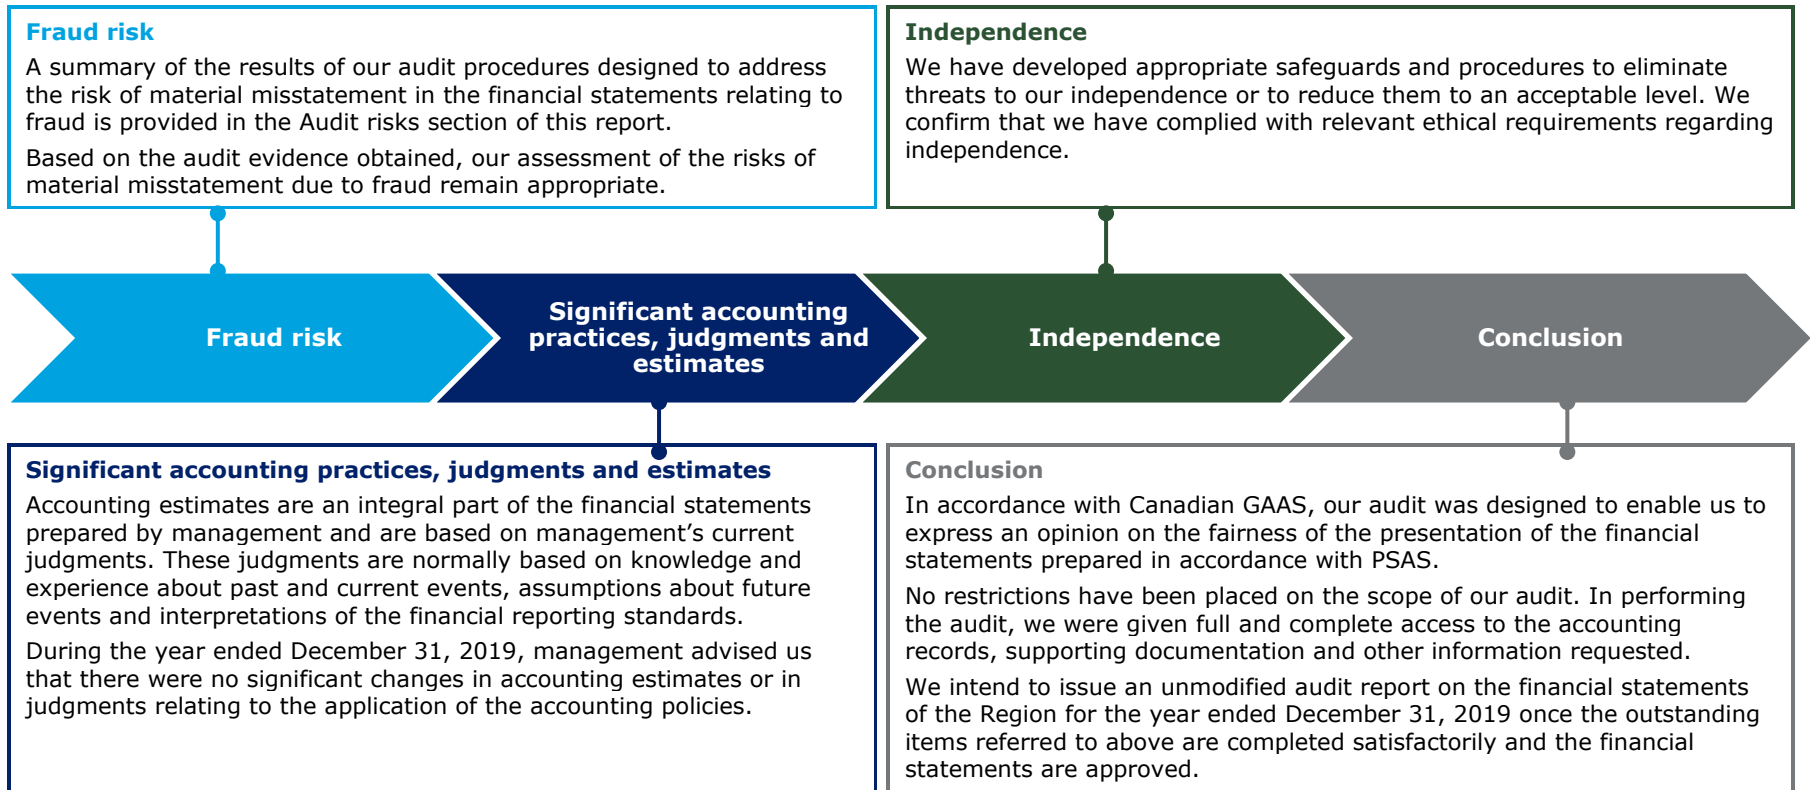 Fraud risk
A summary of the results of our audit procedures designed to address
the risk of material misstatement in the financial statements relating to
fraud is provided in the Audit risks section of this report.
Based on the audit evidence obtained, our assessment of the risks of
material misstatement due to fraud remain appropriate.
Independence
We have developed appropriate safeguards and procedures to eliminate
threats to our independence or to reduce them to an acceptable level. We
confirm that we have complied with relevant ethical requirements regarding
independence.
Fraud risk
Significant accounting
practices, judgments and
estimates
Independence
Conclusion
Significant accounting practices, judgments and estimates
Accounting estimates are an integral part of the financial statements
prepared by management and are based on management’s current
judgments. These judgments are normally based on knowledge and
experience about past and current events, assumptions about future
events and interpretations of the financial reporting standards.
During the year ended December 31, 2019, management advised us
that there were no significant changes in accounting estimates or in
judgments relating to the application of the accounting policies.
Conclusion
In accordance with Canadian GAAS, our audit was designed to enable us to
express an opinion on the fairness of the presentation of the financial
statements prepared in accordance with PSAS.
No restrictions have been placed on the scope of our audit. In performing
the audit, we were given full and complete access to the accounting
records, supporting documentation and other information requested.
We intend to issue an unmodified audit report on the financial statements
of the Region for the year ended December 31, 2019 once the outstanding
items referred to above are completed satisfactorily and the financial
statements are approved.